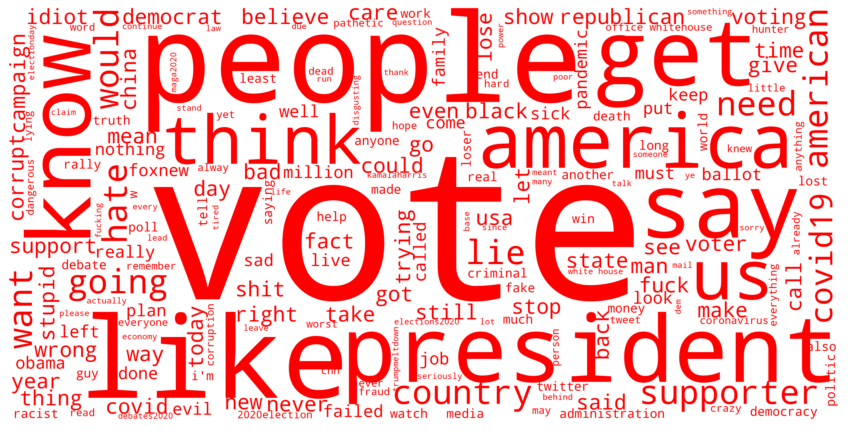 idiot democrat believe care work show republican voting something
word continue pathetic question due law office whitehouse hunter
people get
know would china maga2020 least dead run thank family lose end hard power pandemic poor time give little american
electionday claim lying truth stand yet well disgusting hope even black sick death put keep world need
corrupt campaign dangerous mean think anyone come america
nothing rally foxnew alway bad million could go loser real long someone knew must ballot anything lost
hate w every fucking tell day tired saying life made kamalaharris let another meant many talk ye voter covid19
vote
say us
poll lead help fact live trying called usa lie base since win state see sorry already
support really sad criminal white house man mail call
want stupid debate remember going shit got fake fuck look dem everything
actually right take still stop money make coronavirus
please plan left everyone economy today leave worst elections2020 lot much tweet back
like president
wrong obama way done guy i'm corruption cnn ever trumpmeltdown seriously job person also politic
year thing covid evil new never fraud failed country twitter behind said supporter
racist read debates2020 2020election watch media may administration crazy democracy